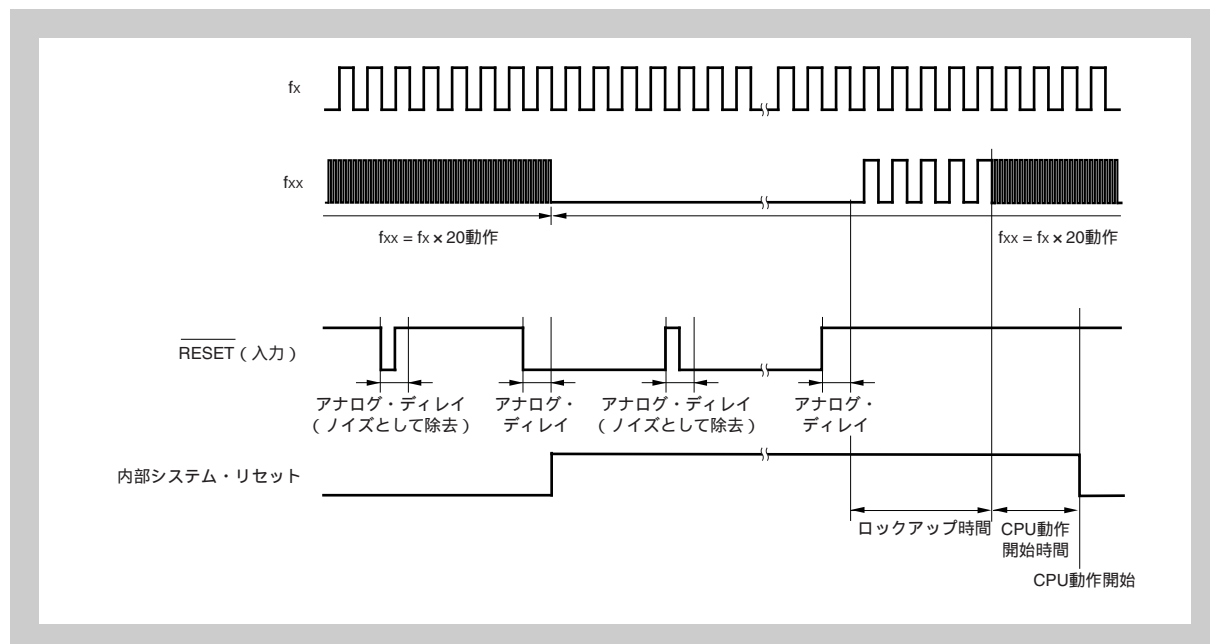 fx
fxx
fxx = fx × 20動作
fxx = fx × 20動作
RESET（入力）
アナログ・ディレイ
（ノイズとして除去）
アナログ・
ディレイ
アナログ・ディレイ
（ノイズとして除去）
アナログ・
ディレイ
内部システム・リセット
ロックアップ時間
CPU動作
開始時間
CPU動作開始